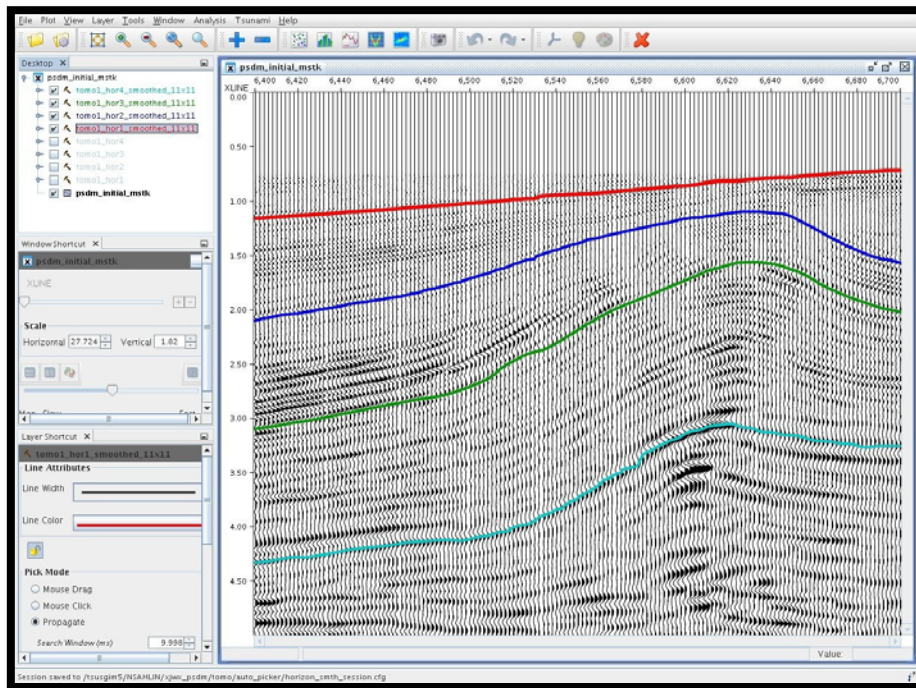 File Plot View Layer Tools Window Analysis Tsunami Help
Desktop
psdm_initial_mstk
tomo1_hor4_smoothed_11x11
tomo1_hor3_smoothed_11x11
tomo1_hor2_smoothed_11x11
tomo1_hor1_smoothed_11x11
tomo1_hor4
tomo1_hor3
tomo1_hor2
tomo1_hor1
psdm_initial_mstk
Window Shortcut
psdm_initial_mstk
XLINE
Scale
Horizontal 27.724 Vertical 1.82
Layer Shortcut
tomo1_hor1_smoothed_11x11
Line Attributes
Line Width
Line Color
Pick Mode
Mouse Drag
Mouse Click
Propagate
Search Window (ms) 9.998
psdm_initial_mstk
6,400 6,420 6,440 6,460 6,480 6,500 6,520 6,540 6,560 6,580 6,600 6,620 6,640 6,660 6,680 6,700
XLINE
0.00
0.50
1.00
1.50
2.00
2.50
3.00
3.50
4.00
4.50
Value:
Session saved to /tsusgim5/NSAHLIN/xjwx_psdm/tomo/auto_picker/horizon_smth_session.cfg